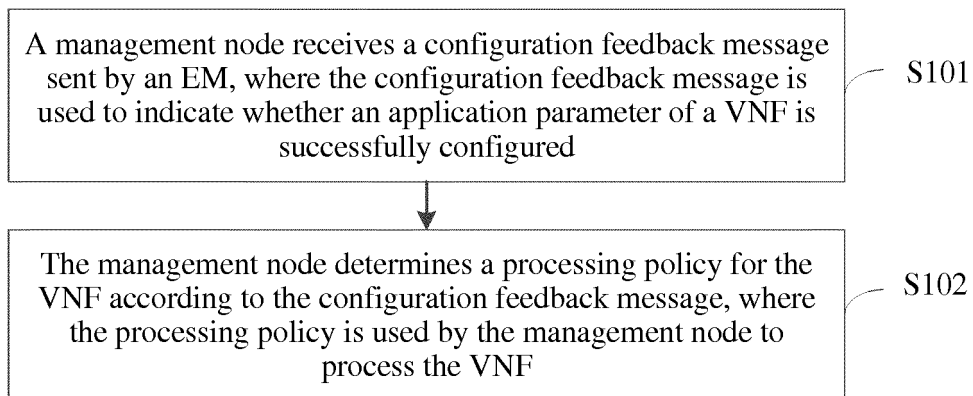 A management node receives a configuration feedback message
sent by an EM, where the configuration feedback message is
used to indicate whether an application parameter of a VNF is
successfully configured
S101
The management node determines a processing policy for the
VNF according to the configuration feedback message, where
the processing policy is used by the management node to
process the VNF
S102